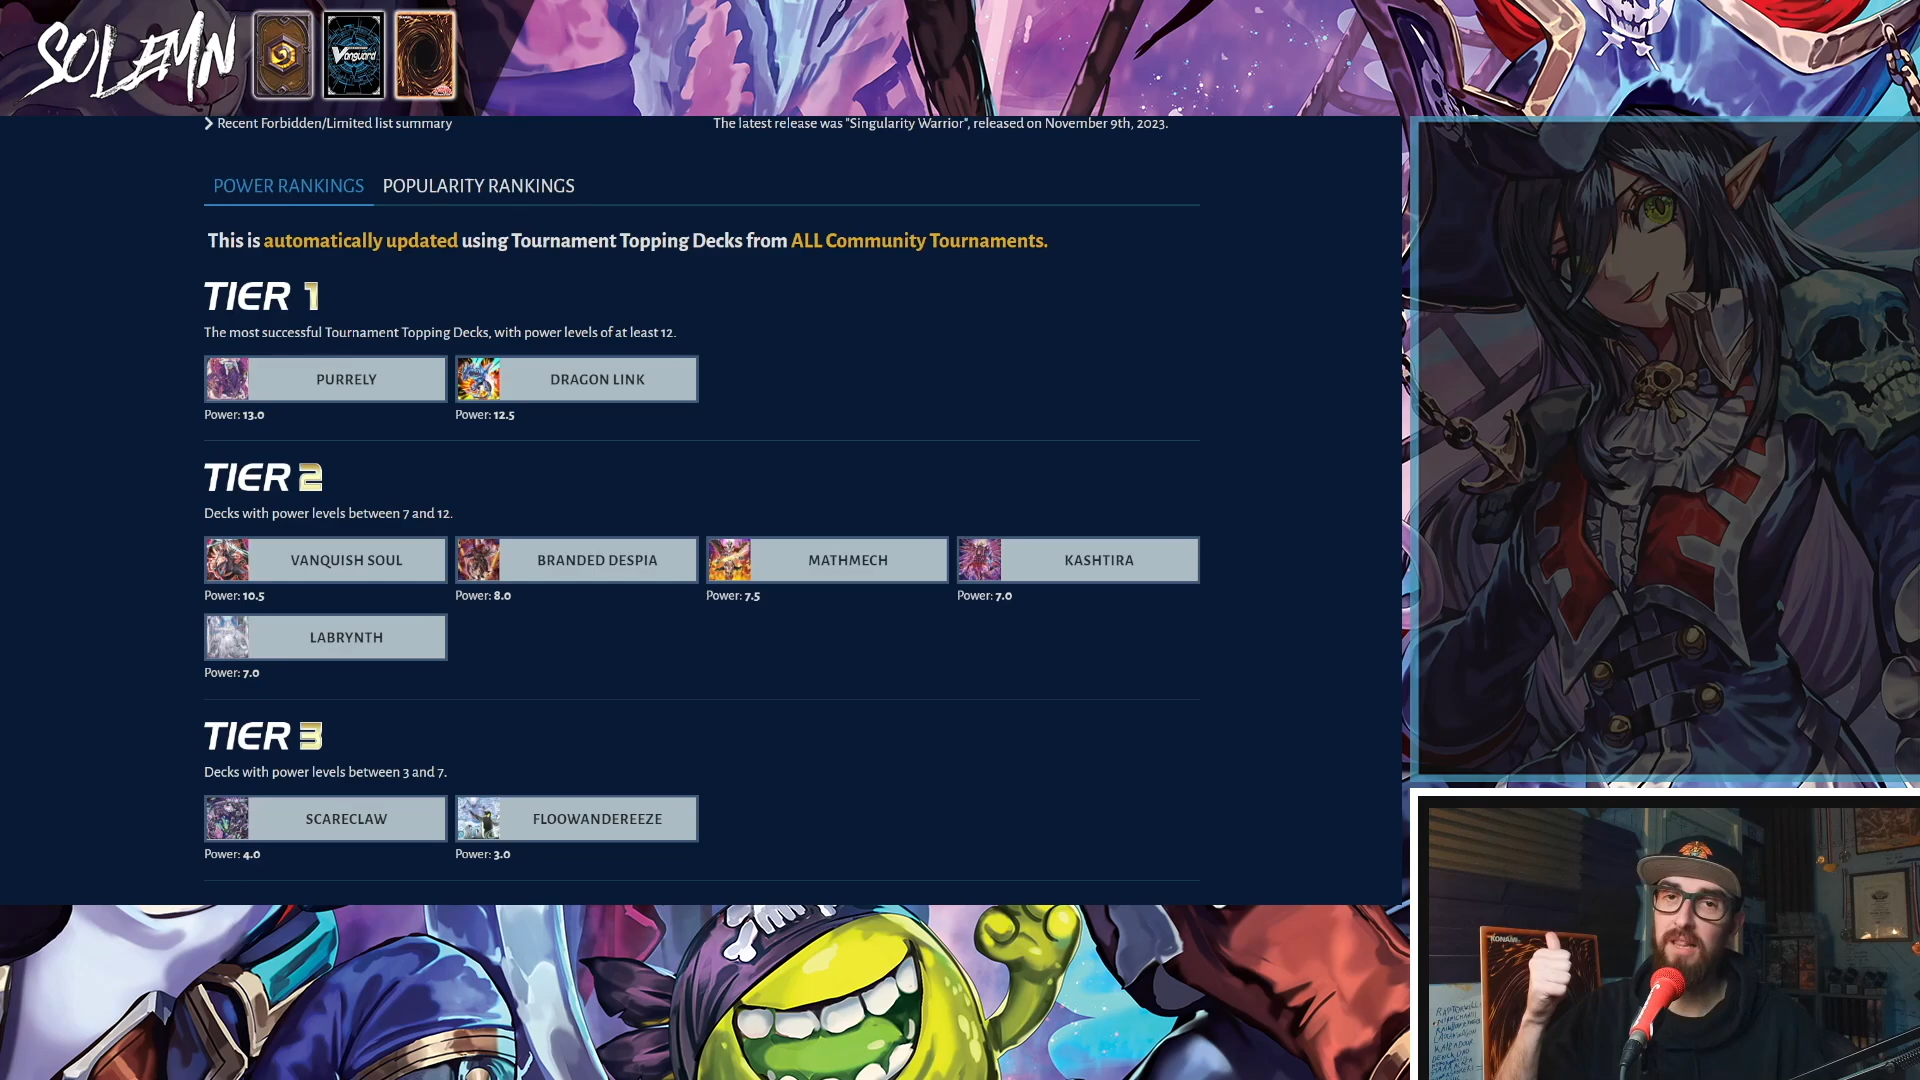 SOLEMN
Vanguard
Recent Forbidden/Limited list summary
The latest release was "Singularity Warrior", released on November 9th, 2023.
POWER RANKINGS
POPULARITY RANKINGS
This is automatically updated using Tournament Topping Decks from ALL Community Tournaments.
TIER 1
The most successful Tournament Topping Decks, with power levels of at least 12.
PURRELY
DRAGON LINK
Power: 13.0
Power: 12.5
TIER 2
Decks with power levels between 7 and 12.
VANQUISH SOUL
BRANDED DESPIA
MATHMECH
KASHTIRA
Power: 10.5
Power: 8.0
Power: 7.5
Power: 7.0
LABRYNTH
Power: 7.0
TIER 3
Decks with power levels between 3 and 7.
SCARECLAW
FLOOWANDEREEZE
Power: 4.0
Power: 3.0
KONAMI